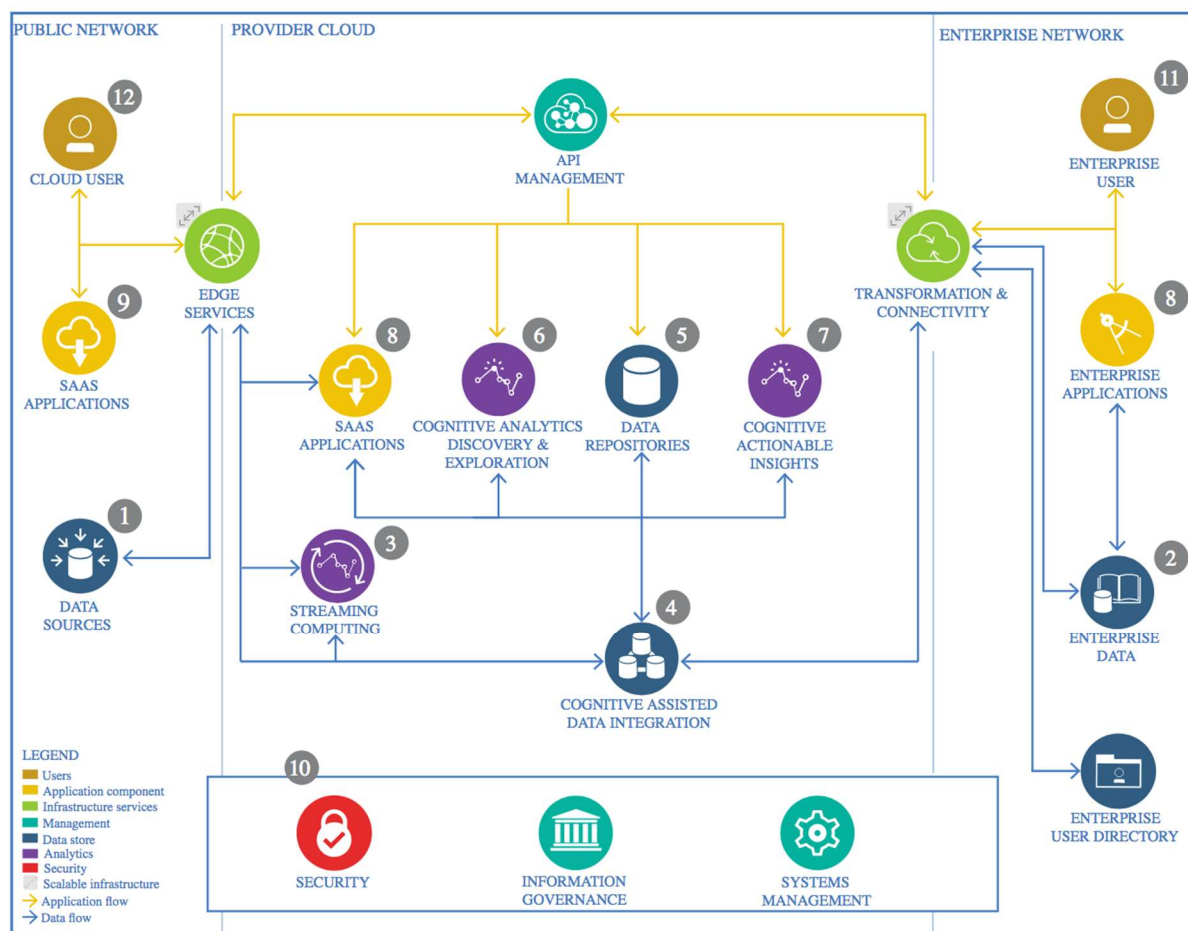 PUBLIC NETWORK
PROVIDER CLOUD
ENTERPRISE NETWORK
12
CLOUD USER
11
ENTERPRISE
USER
API
MANAGEMENT
EDGE
SERVICES
TRANSFORMATION &
CONNECTIVITY
9
SAAS
APPLICATIONS
8
SAAS
APPLICATIONS
6
COGNITIVE ANALYTICS
DISCOVERY &
EXPLORATION
5
DATA
REPOSITORIES
7
COGNITIVE
ACTIONABLE
INSIGHTS
8
ENTERPRISE
APPLICATIONS
1
DATA
SOURCES
3
STREAMING
COMPUTING
4
COGNITIVE ASSISTED
DATA INTEGRATION
2
ENTERPRISE
DATA
ENTERPRISE
USER DIRECTORY
LEGEND
Users
Application component
Infrastructure services
Management
Data store
Analytics
Security
Scalable infrastructure
Application flow
Data flow
10
SECURITY
INFORMATION
GOVERNANCE
SYSTEMS
MANAGEMENT